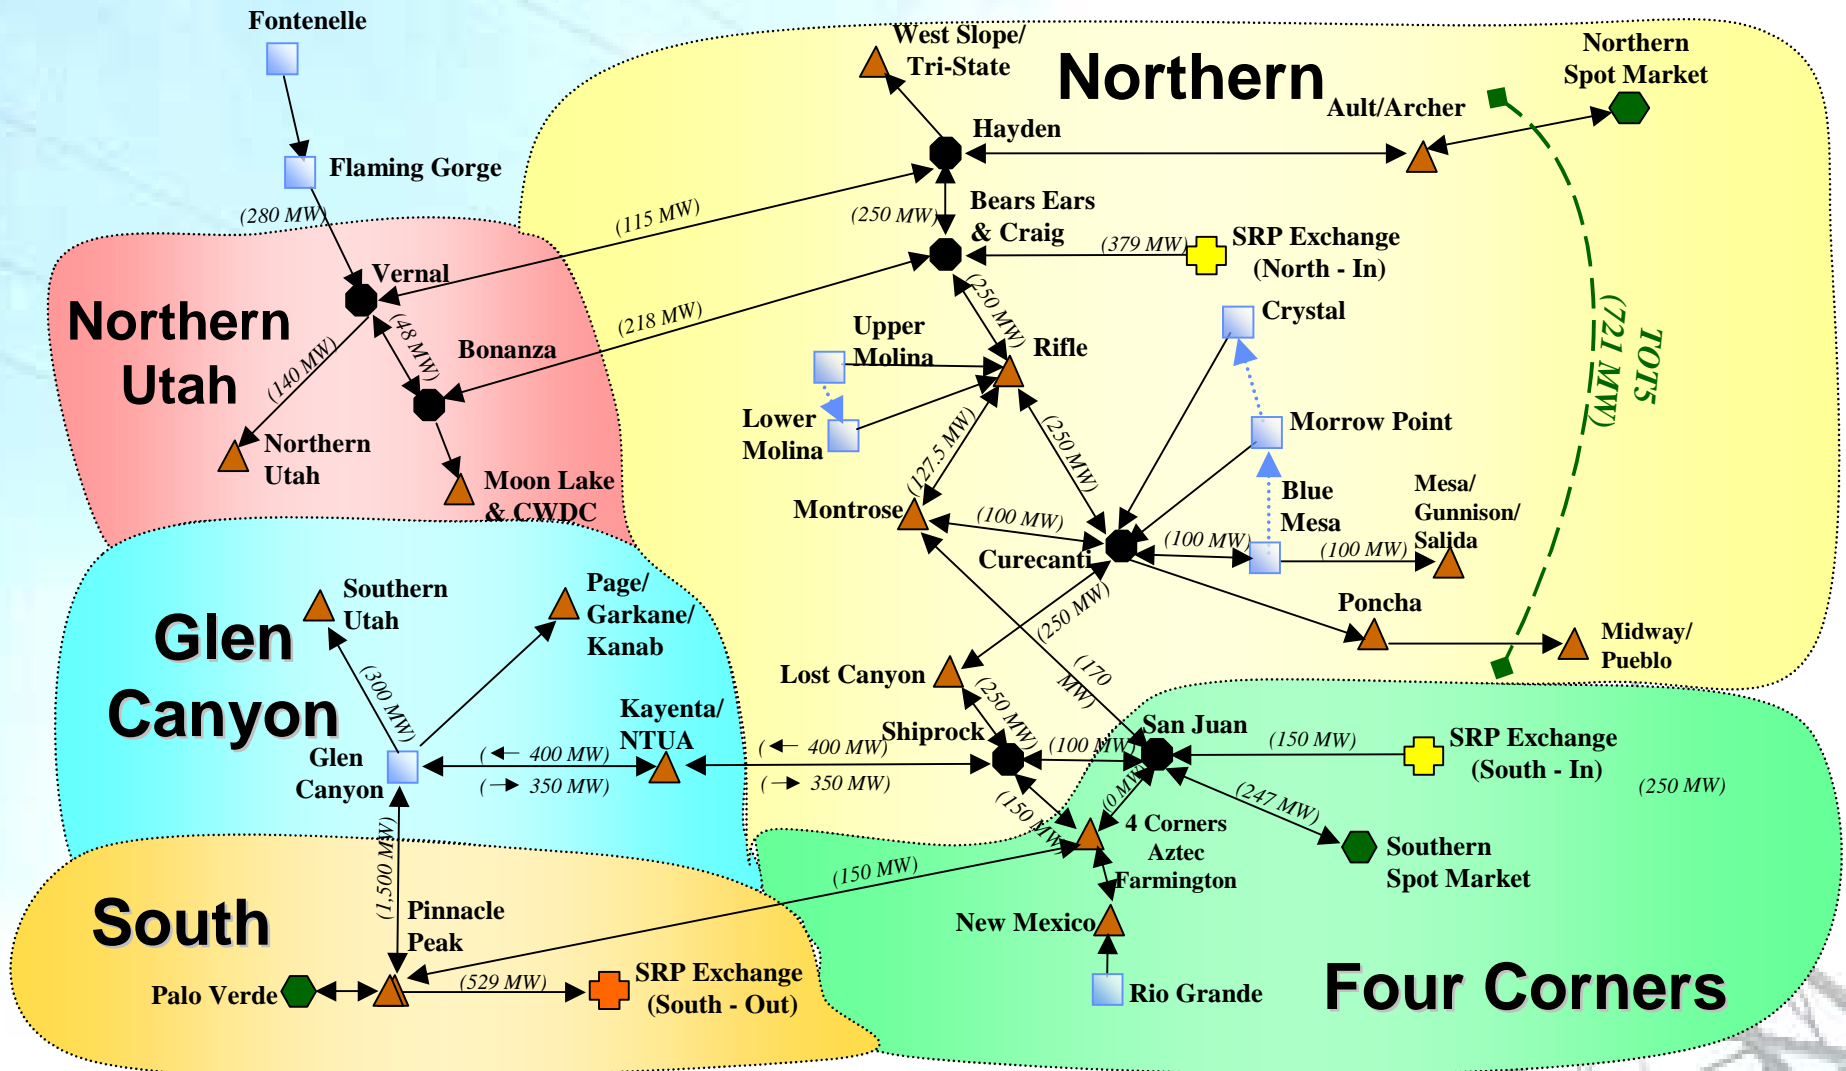 Fontenelle
West Slope/
Tri-State
Northern
Northern
Spot Market
Ault/Archer
Hayden
Flaming Gorge
(280 MW)
(115 MW)
(250 MW)
Bears Ears
& Craig
(379 MW)
SRP Exchange
(North - In)
Vernal
Northern
Utah
(48 MW)
(140 MW)
Bonanza
(218 MW)
(250 MW)
Upper
Molina
Rifle
Crystal
TOT5
(721 MW)
Lower
Molina
Morrow Point
Northern
Utah
Moon Lake
& CWDC
(127.5 MW)
(250 MW)
Blue
Mesa
Mesa/
Gunnison/
Salida
Montrose
(100 MW)
Curecanti
(100 MW)
(100 MW)
Glen
Canyon
Southern
Utah
Page/
Garkane/
Kanab
(250 MW)
Poncha
Midway/
Pueblo
(300 MW)
Lost Canyon
(170
MW)
(250 MW)
Kayenta/
NTUA
Shiprock
San Juan
Glen
Canyon
(← 400 MW)
(→ 350 MW)
(← 400 MW)
(→ 350 MW)
(100 MW)
(150 MW)
SRP Exchange
(South - In)
(250 MW)
(0 MW)
(150 MW)
(247 MW)
4 Corners
Aztec
Farmington
Southern
Spot Market
(1,500 MW)
(150 MW)
South
Pinnacle
Peak
New Mexico
Palo Verde
(529 MW)
SRP Exchange
(South - Out)
Rio Grande
Four Corners